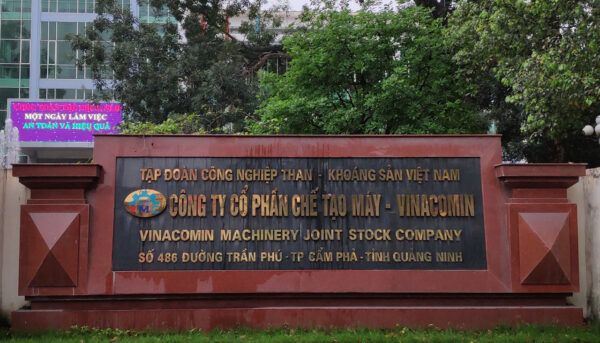 MỘT NGÀY LÀM VIỆC
AN TOÀN VÀ HIỆU QUẢ
TẬP ĐOÀN CÔNG NGHIỆP THAN - KHOÁNG SẢN VIỆT NAM
CÔNG TY CỔ PHẦN CHẾ TẠO MÁY - VINACOMIN
VINACOMIN MACHINERY JOINT STOCK COMPANY
SỐ 486 ĐƯỜNG TRẦN PHÚ - TP CẨM PHẢ - TỈNH QUẢNG NINH